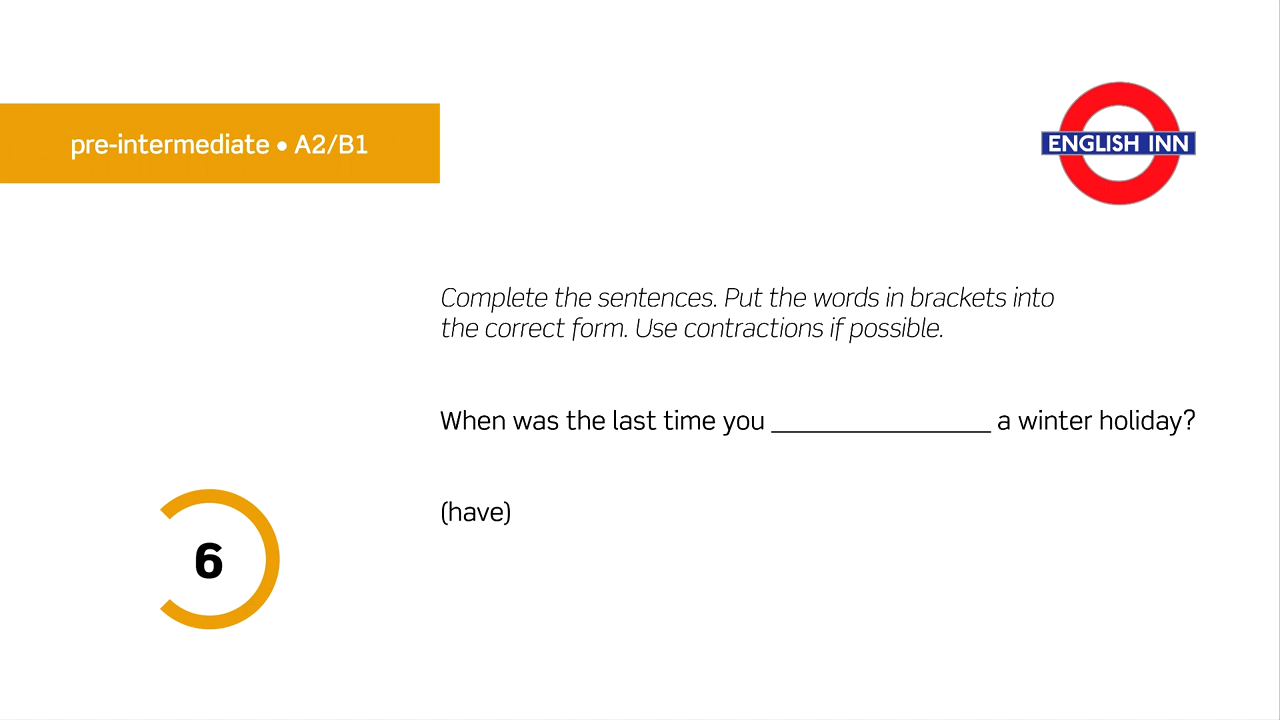 pre-intermediate • A2/B1
ENGLISH INN
Complete the sentences. Put the words in brackets into
the correct form. Use contractions if possible.
When was the last time you ________________ a winter holiday?
(have)
6